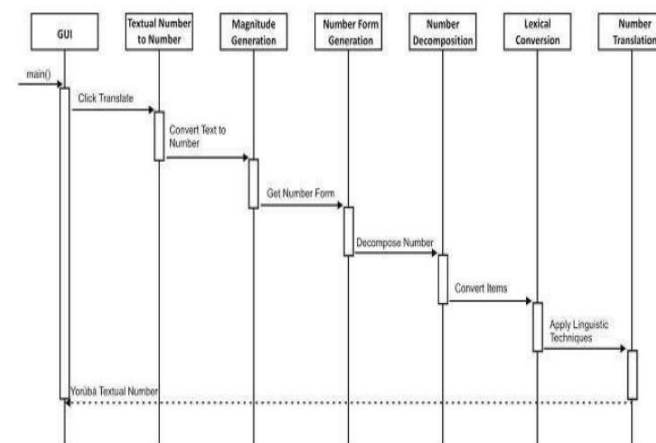 GUI
Textual Number
to Number
Magnitude
Generation
Number Form
Generation
Number
Decomposition
Lexical
Conversion
Number
Translation
main()
Click Translate
Convert Text to
Number
Get Number Form
Decompose Number
Convert Items
Apply Linguistic
Techniques
Yorùbá Textual Number